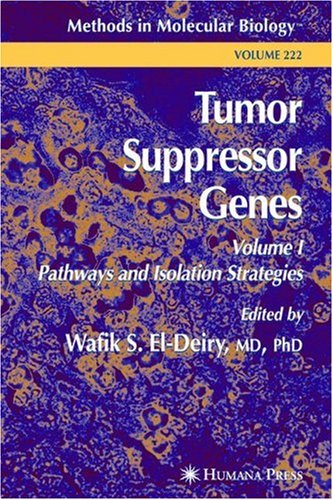 Methods in Molecular Biology™
VOLUME 222
Tumor
Suppressor
Genes
Volume I
Pathways and Isolation Strategies
Edited by
Wafik S. El-Deiry, MD, PhD
HUMANA PRESS